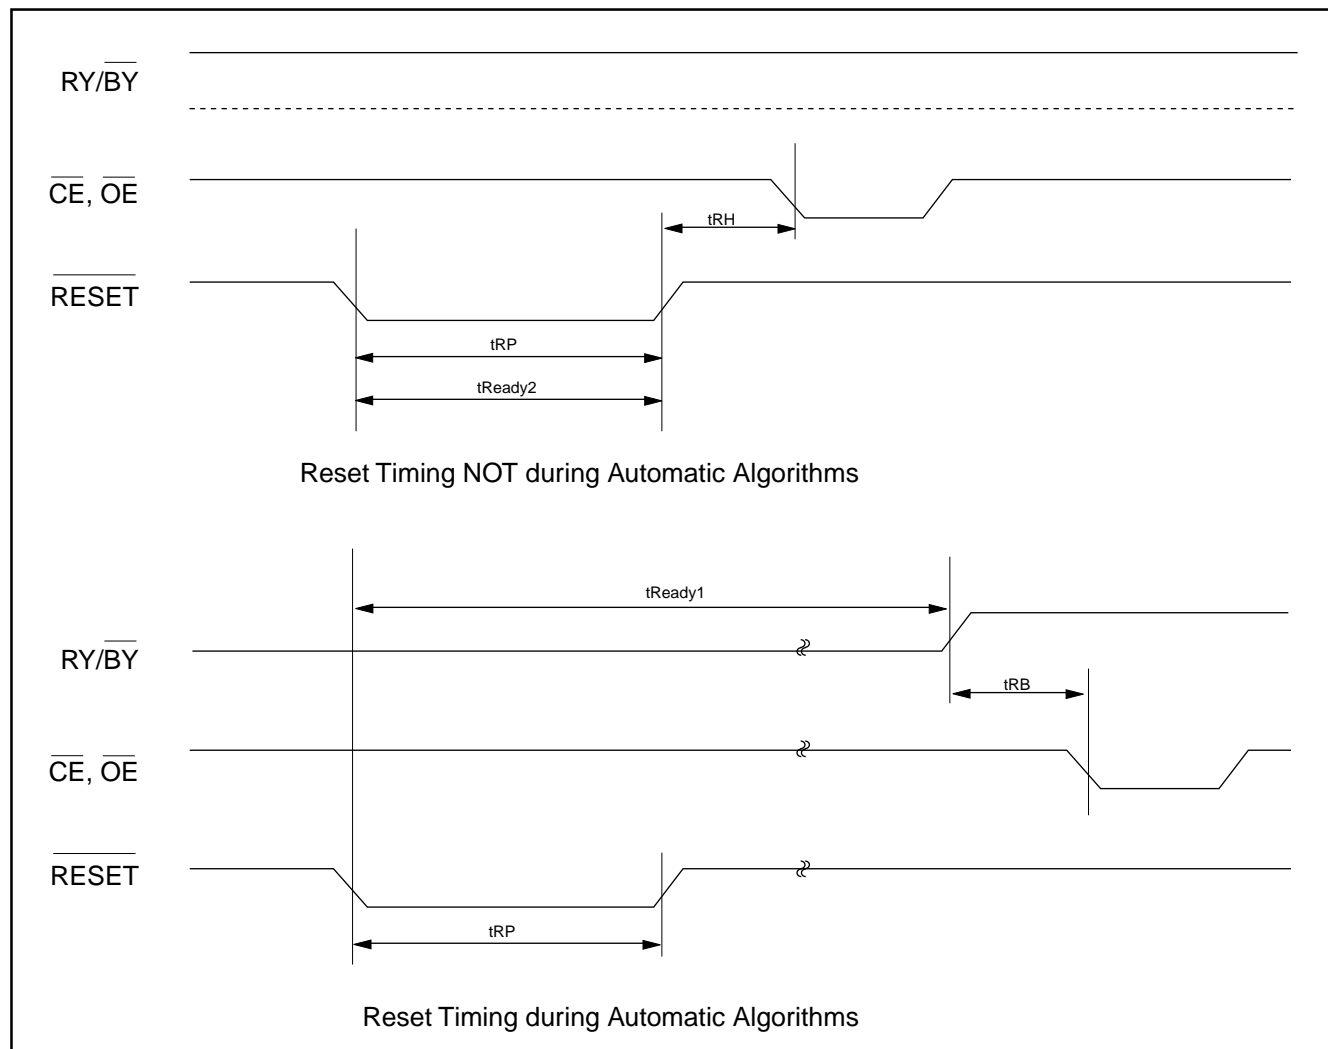 RY/BY
CE, OE
tRH
RESET
tRP
tReady2
Reset Timing NOT during Automatic Algorithms
tReady1
RY/BY
tRB
CE, OE
RESET
tRP
Reset Timing during Automatic Algorithms